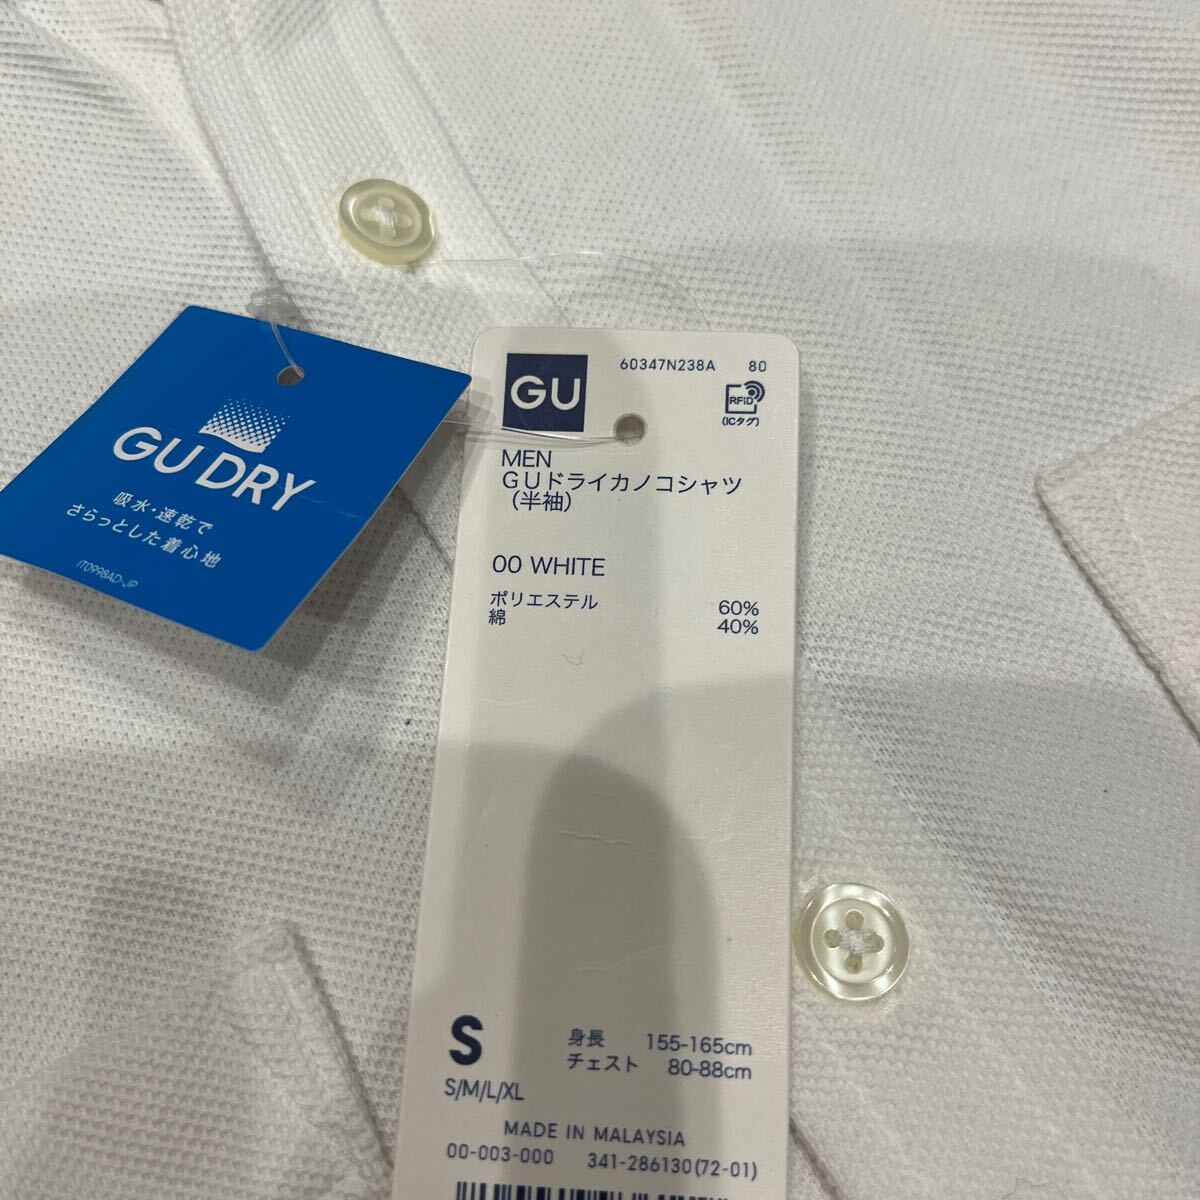 GU DRY
吸水・速乾で
さらっとした着心地
IT0998AD-JP
GU
60347N238A 80
RFiD
(ICタグ)
MEN
GUドライカノコシャツ
(半袖)
00 WHITE
ポリエステル 60%
綿 40%
S 身長 155-165cm
チェスト 80-88cm
S/M/L/XL
MADE IN MALAYSIA
00-003-000 341-286130(72-01)